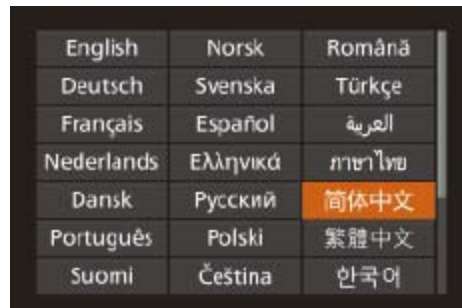 English Norsk Română
Deutsch Svenska Türkçe
Français Español العربية
Nederlands Ελληνικά ภาษาไทย
Dansk Русский 简体中文
Português Polski 繁體中文
Suomi Čeština 한국어